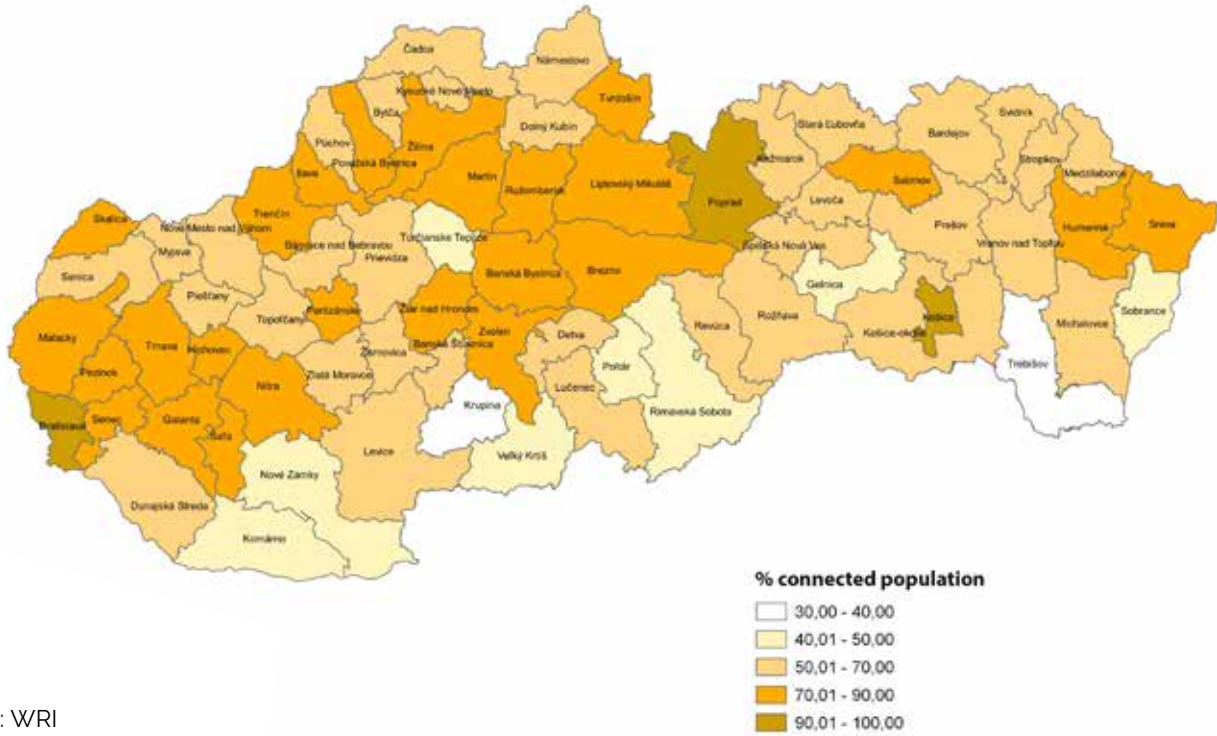 Čadca
Námestovo
Kysucké Nové Mesto
Tvrdošín
Bytča
Dolný Kubín
Stará Ľubovňa
Svidník
Bardejov
Púchov
Žilina
Stropkov
Považská Bystrica
Kežmarok
Medzilaborce
Ilava
Martin
Ružomberok
Liptovský Mikuláš
Sabinov
Poprad
Levoča
Skalica
Trenčín
Prešov
Humenné
Snina
Nové Mesto nad Váhom
Turčianske Teplice
Vranov nad Topľou
Bánovce nad Bebravou
Spišská Nová Ves
Myjava
Prievidza
Senica
Banská Bystrica
Brezno
Gelnica
Piešťany
Sobrance
Partizánske
Žiar nad Hronom
Topoľčany
Rožňava
Košice
Revúca
Michalovce
Malacky
Zvolen
Košice-okolie
Trnava
Detva
Hlohovec
Banská Štiavnica
Žarnovica
Poltár
Trebišov
Pezinok
Zlaté Moravce
Nitra
Lučenec
Krupina
Rimavská Sobota
Senec
Galanta
Bratislava
Šaľa
Levice
Veľký Krtíš
Nové Zámky
Dunajská Streda
Komárno
% connected population
30,00 - 40,00
40,01 - 50,00
50,01 - 70,00
70,01 - 90,00
90,01 - 100,00
: WRI